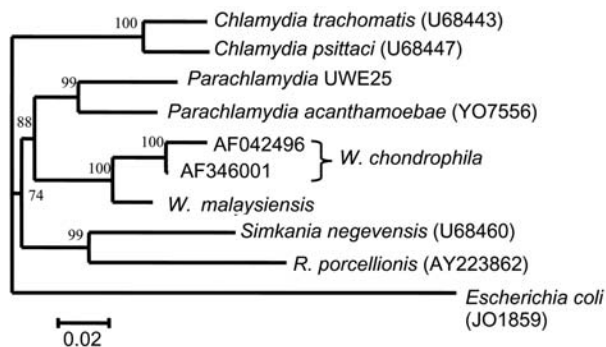 100
Chlamydia trachomatis (U68443)
Chlamydia psittaci (U68447)
99
Parachlamydia UWE25
Parachlamydia acanthamoebae (YO7556)
88
100
AF042496
AF346001
W. chondrophila
100
W. malaysiensis
74
99
Simkania negevensis (U68460)
R. porcellionis (AY223862)
Escherichia coli
(JO1859)
0.02